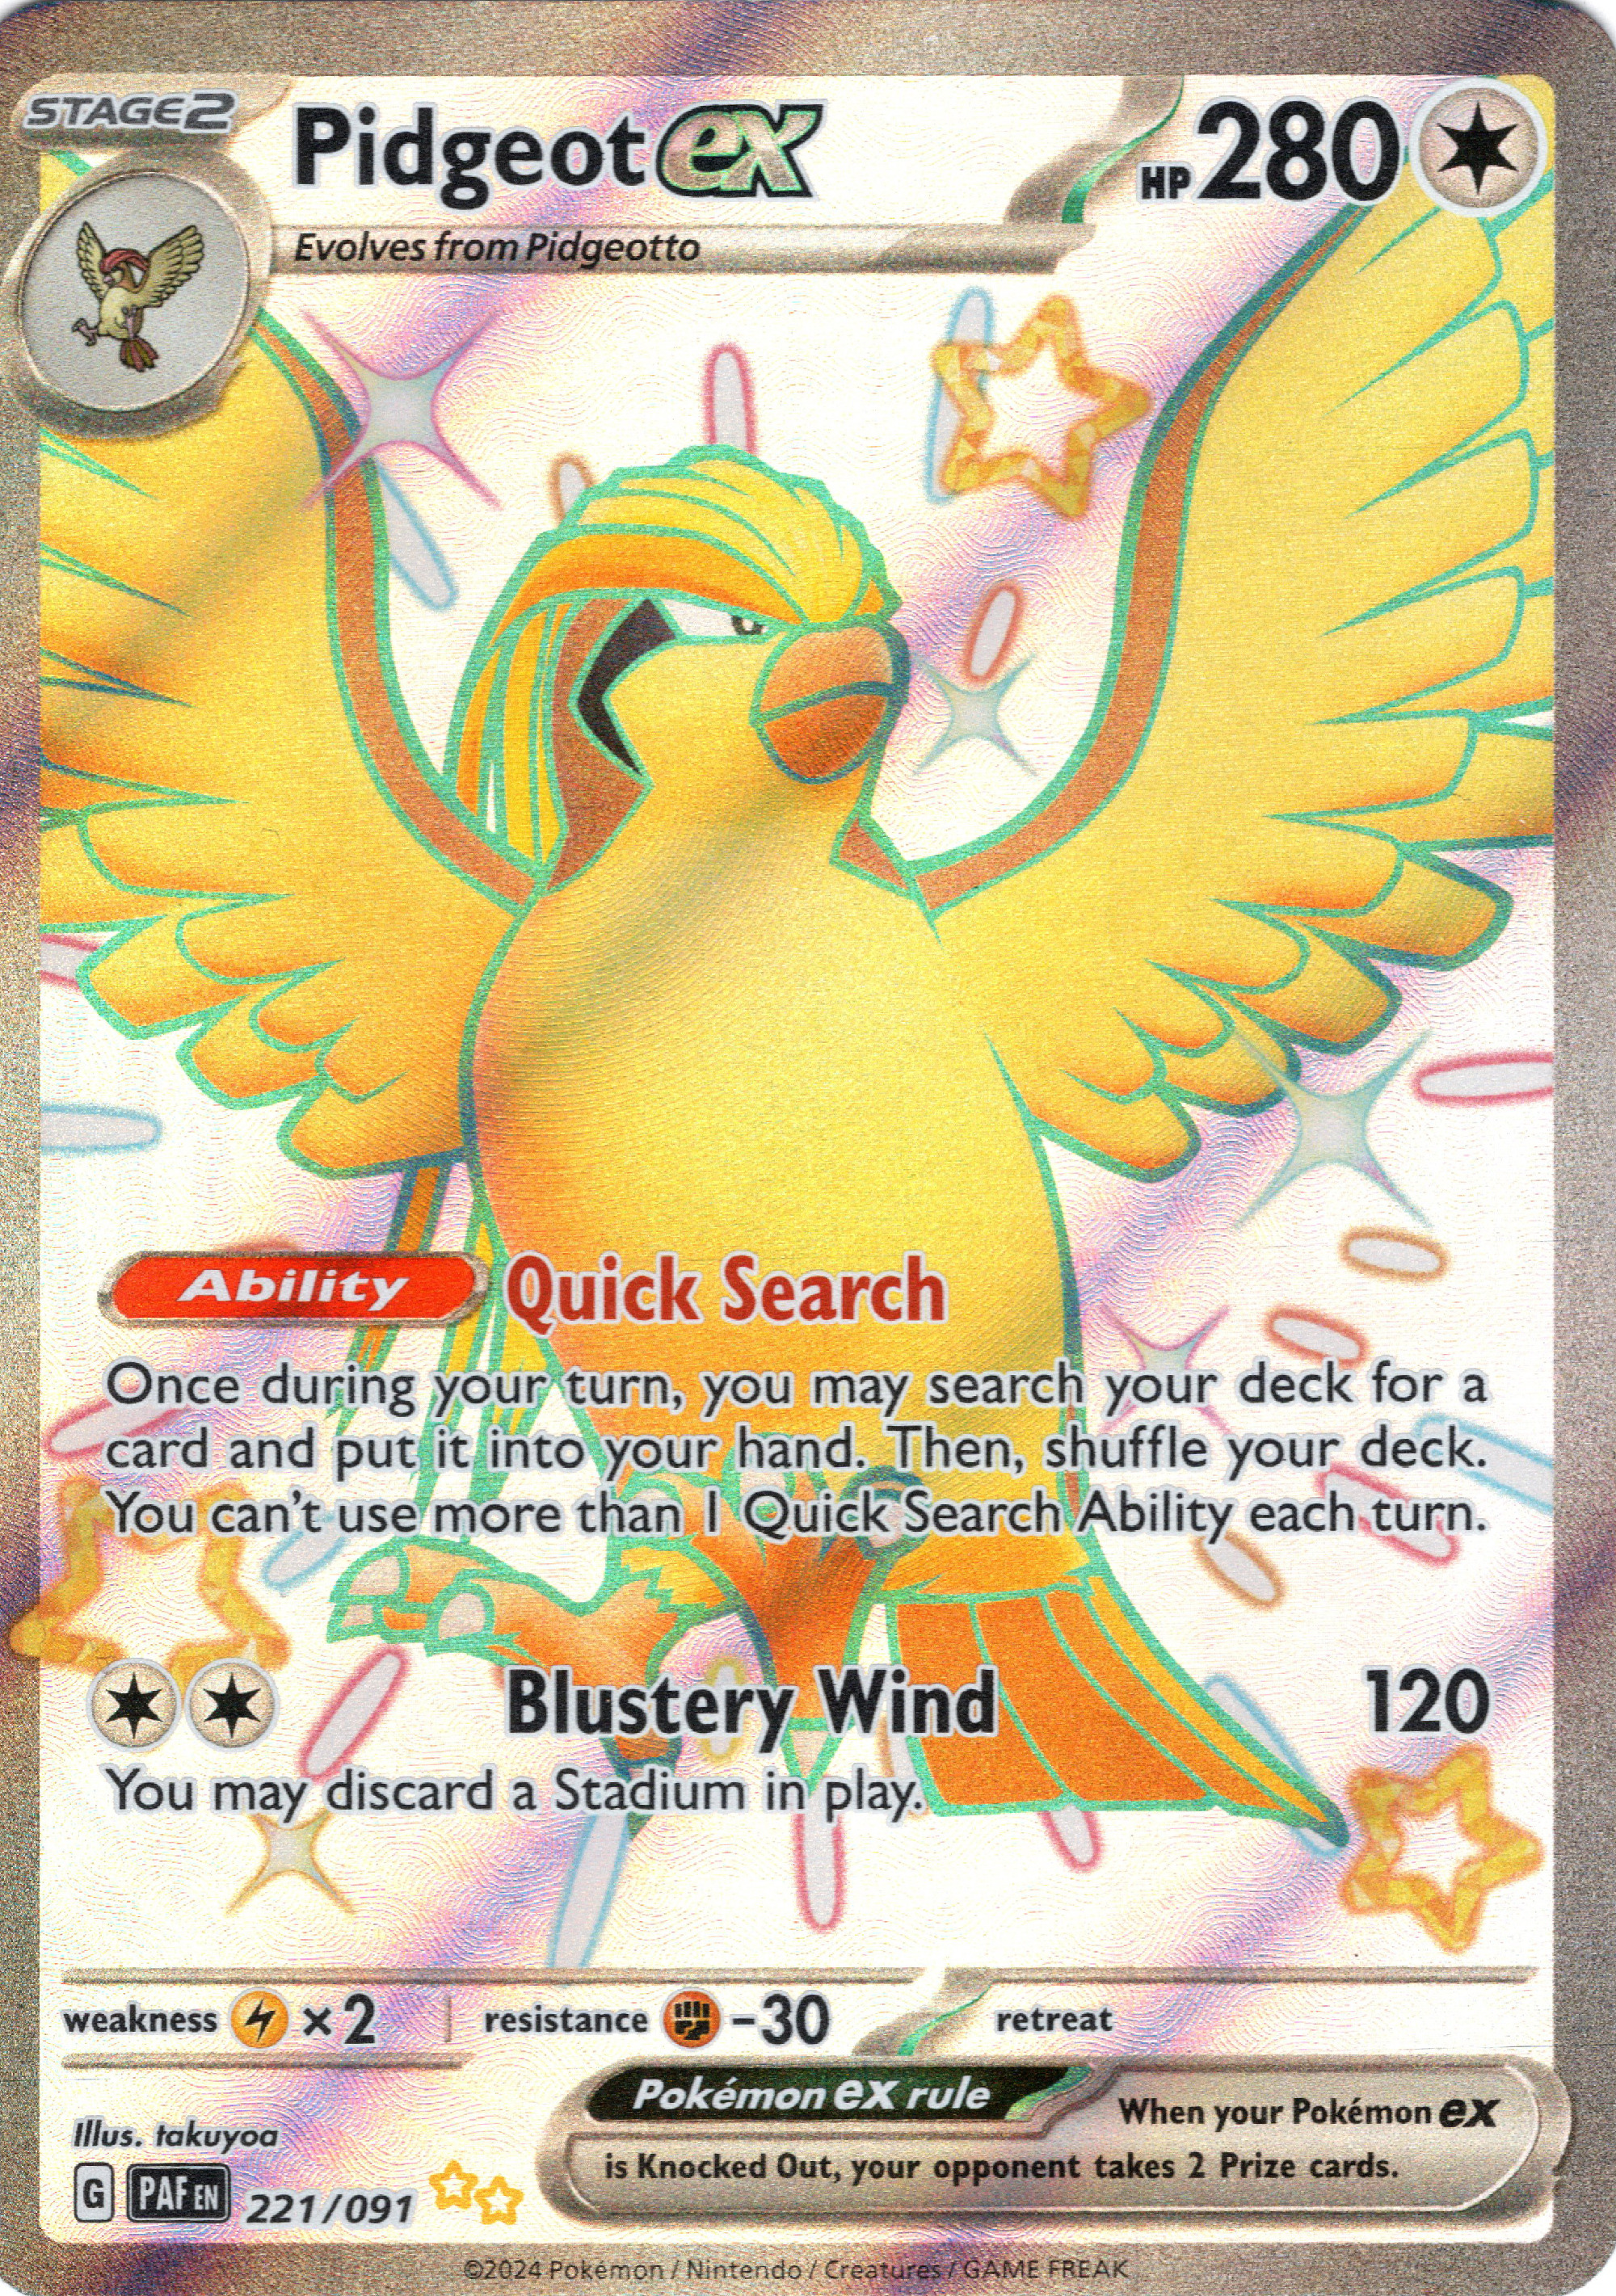 STAGE2
Pidgeot ex
HP 280
Evolves from Pidgeotto
Ability Quick Search
Once during your turn, you may search your deck for a
card and put it into your hand. Then, shuffle your deck.
You can't use more than 1 Quick Search Ability each turn.
Blustery Wind 120
You may discard a Stadium in play.
weakness ×2 resistance -30 retreat
Pokémon ex rule
When your Pokémon ex
is Knocked Out, your opponent takes 2 Prize cards.
Illus. takuyoa
G PAF EN 221/091
©2024 Pokémon / Nintendo / Creatures / GAME FREAK